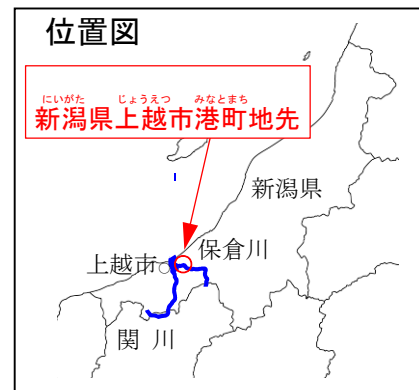 位置図
にいがた じょうえつ みなとまち
新潟県上越市港町地先
新潟県
保倉川
上越市
関 川